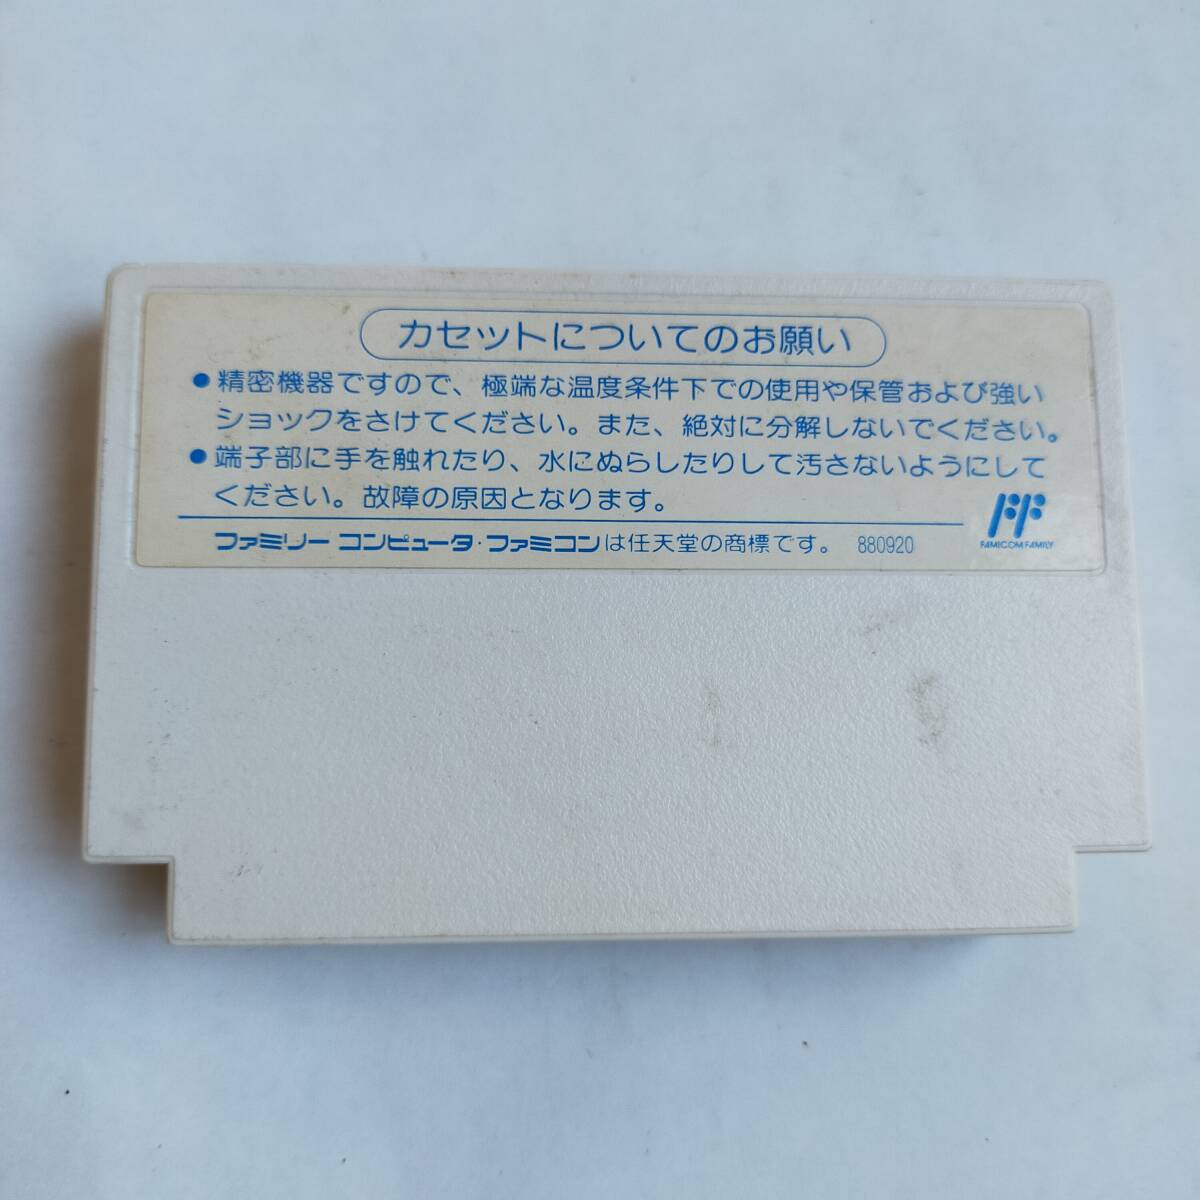 カセットについてのお願い
●精密機器ですので、極端な温度条件下での使用や保管および強い
ショックをさけてください。また、絶対に分解しないでください。
●端子部に手を触れたり、水にぬらしたりして汚さないようにして
ください。故障の原因となります。
FAMICOM FAMILY
ファミリー コンピュータ・ファミコンは任天堂の商標です。 880920